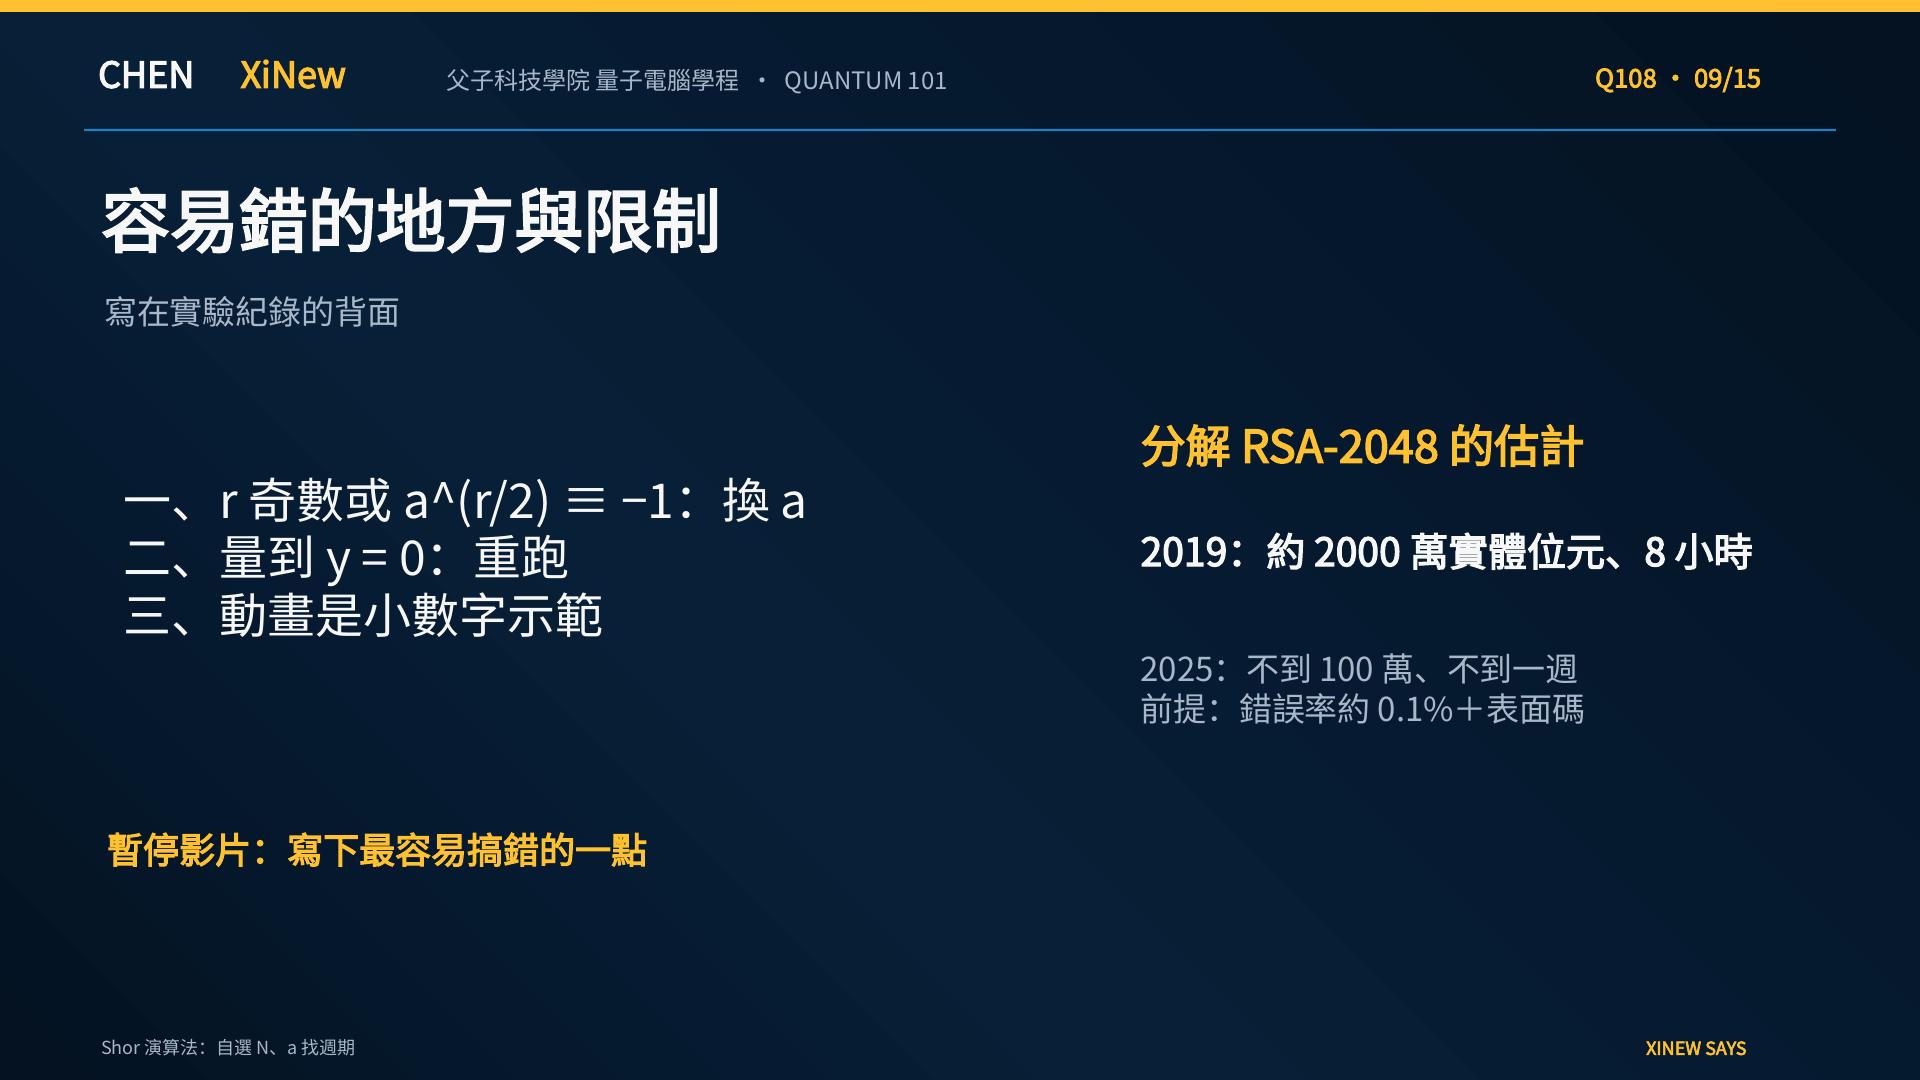 CHEN XiNew 父子科技學院 量子電腦學程 · QUANTUM 101 Q108 · 09/15
容易錯的地方與限制
寫在實驗紀錄的背面
一、r 奇數或 a^(r/2) ≡ −1：換 a
二、量到 y = 0：重跑
三、動畫是小數字示範
暫停影片：寫下最容易搞錯的一點
分解 RSA-2048 的估計
2019：約 2000 萬實體位元、8 小時
2025：不到 100 萬、不到一週
前提：錯誤率約 0.1%＋表面碼
Shor 演算法：自選 N、a 找週期
XINEW SAYS